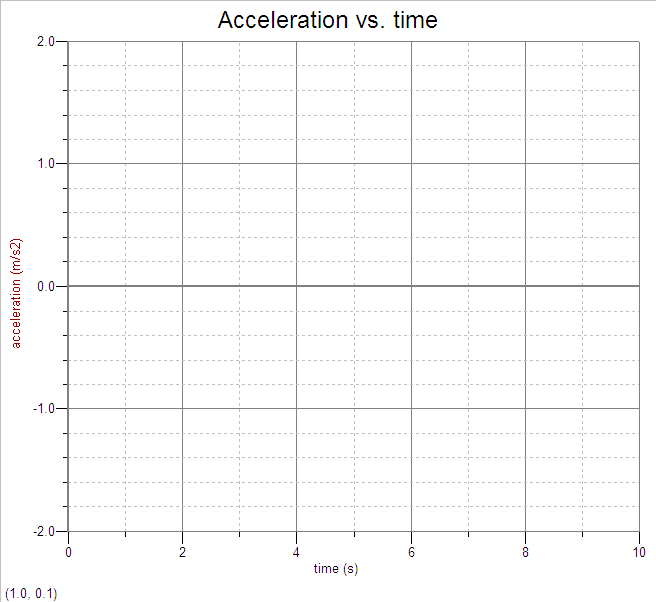 Acceleration vs. time
2.0
1.0
0.0
-1.0
-2.0
acceleration (m/s2)
0 2 4 6 8 10
time (s)
(1.0, 0.1)